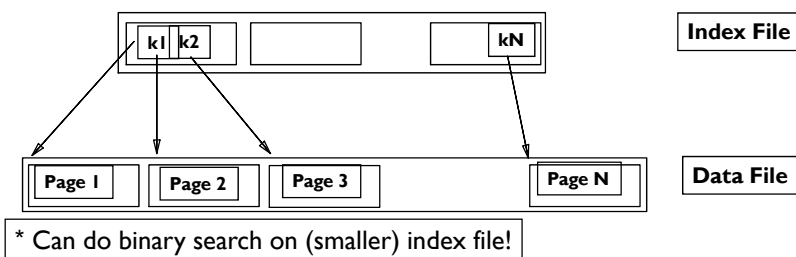 k1 k2 kN Index File
Page 1 Page 2 Page 3 Page N Data File
* Can do binary search on (smaller) index file!